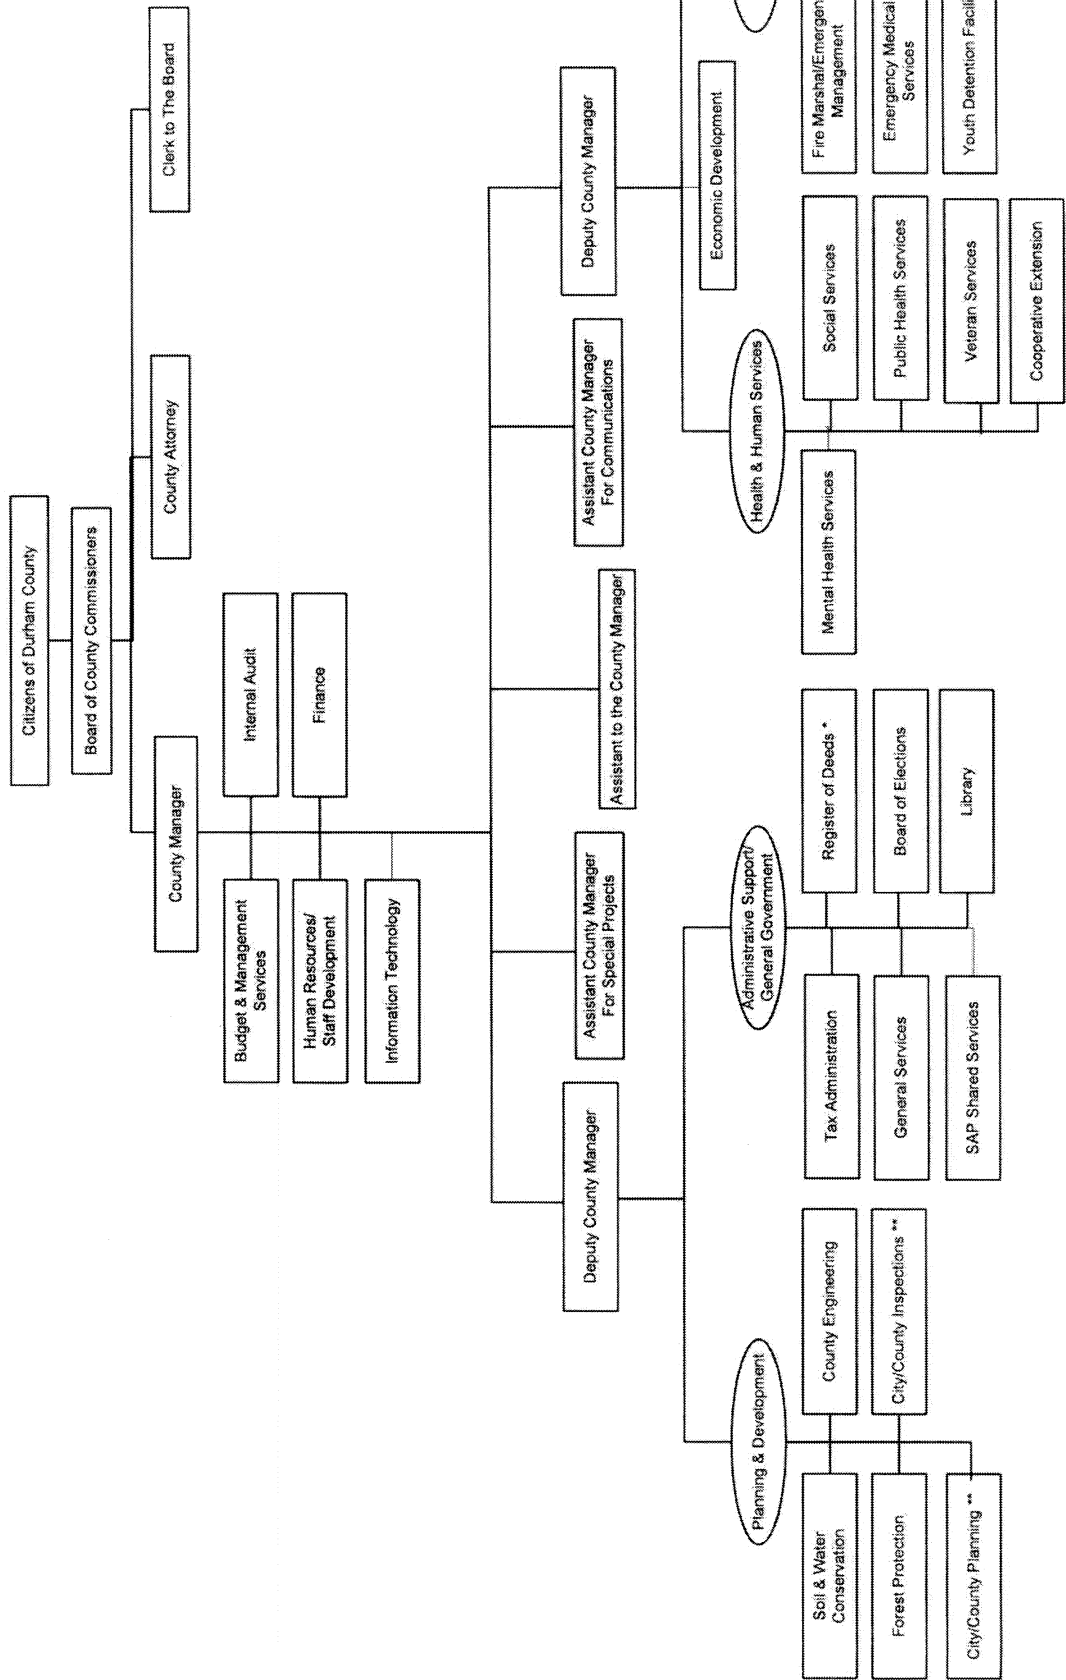 Citizens of Durham County
Board of County Commissioners
County Manager
County Attorney
Clerk to The Board
Budget & Management
Services
Internal Audit
Human Resources/
Staff Development
Finance
Information Technology
Deputy County Manager
Assistant County Manager
For Special Projects
Assistant to the County Manager
Assistant County Manager
For Communications
Deputy County Manager
Economic Development
Planning & Development
Administrative Support/
General Government
Health & Human Services
Soil & Water
Conservation
County Engineering
Forest Protection
City/County Inspections **
City/County Planning **
Tax Administration
Register of Deeds *
General Services
Board of Elections
SAP Shared Services
Library
Mental Health Services
Social Services
Public Health Services
Veteran Services
Cooperative Extension
Fire Marshal/Emergen
Management
Emergency Medical
Services
Youth Detention Facili